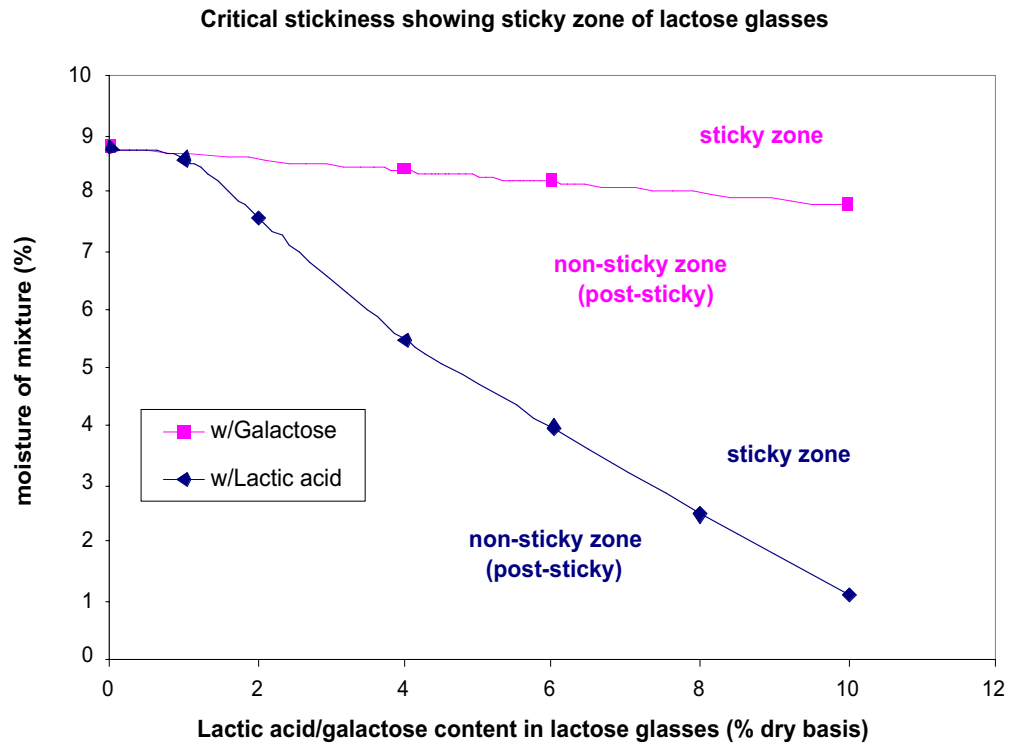 Critical stickiness showing sticky zone of lactose glasses
10
9
8
7
6
5
4
3
2
1
0
moisture of mixture (%)
sticky zone
non-sticky zone
(post-sticky)
w/Galactose
w/Lactic acid
sticky zone
non-sticky zone
(post-sticky)
0 2 4 6 8 10 12
Lactic acid/galactose content in lactose glasses (% dry basis)